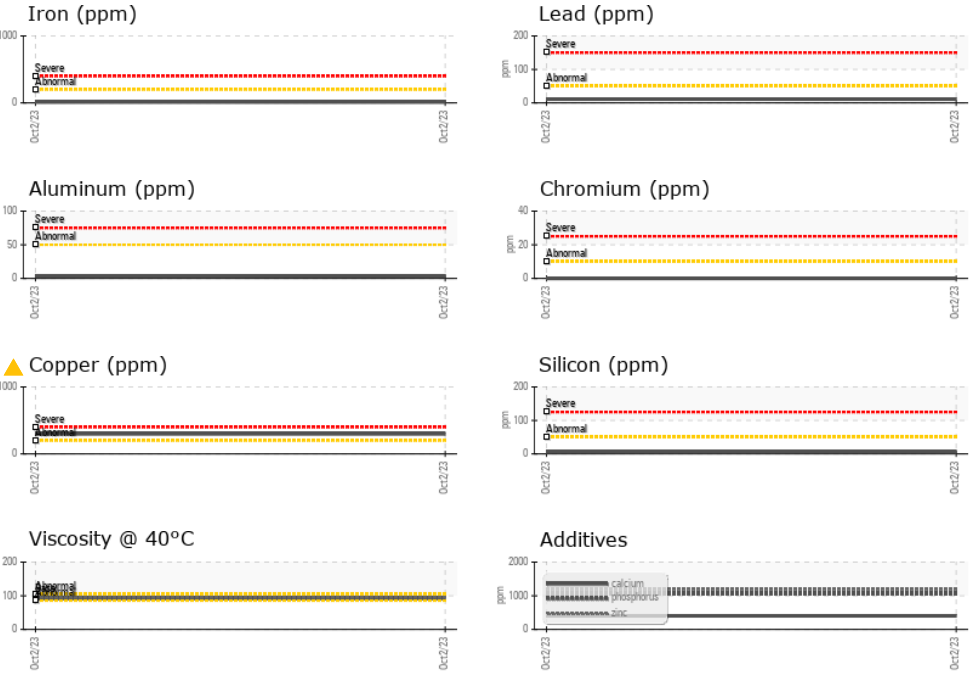 Iron (ppm)
1000
Severe
Abnormal
0
Oct2/23
Oct2/23
Lead (ppm)
200
Severe
ppm
100
Abnormal
0
Oct2/23
Oct2/23
Aluminum (ppm)
100
Severe
Abnormal
50
0
Oct2/23
Oct2/23
Chromium (ppm)
40
Severe
ppm
20
Abnormal
0
Oct2/23
Oct2/23
Copper (ppm)
1000
Severe
Abnormal
0
Oct2/23
Oct2/23
Silicon (ppm)
200
Severe
ppm
100
Abnormal
0
Oct2/23
Oct2/23
Viscosity @ 40°C
200
Abnormal
100
Abnormal
0
Oct2/23
Oct2/23
Additives
2000
calcium
ppm
1000
phosphorus
zinc
0
Oct2/23
Oct2/23